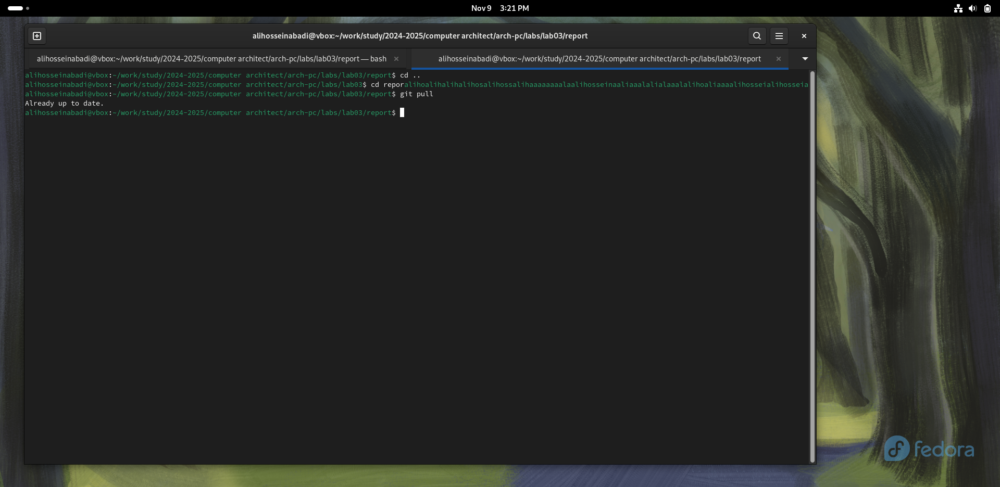 Nov 9 3:21 PM
alihosseinabadi@vbox:~/work/study/2024-2025/computer architect/arch-pc/labs/lab03/report
alihosseinabadi@vbox:~/work/study/2024-2025/computer architect/arch-pc/labs/lab03/report — bash
alihosseinabadi@vbox:~/work/study/2024-2025/computer architect/arch-pc/labs/lab03/report
alihosseinabadi@vbox:~/work/study/2024-2025/computer architect/arch-pc/labs/lab03/report$ cd ..
alihosseinabadi@vbox:~/work/study/2024-2025/computer architect/arch-pc/labs/lab03$ cd reporalihoalihalihalihosalihossalihaaaaaaaalaalihosseinaaliaaalalialaaalalihoaliaaaalihosseialihosseia
alihosseinabadi@vbox:~/work/study/2024-2025/computer architect/arch-pc/labs/lab03/report$ git pull
Already up to date.
alihosseinabadi@vbox:~/work/study/2024-2025/computer architect/arch-pc/labs/lab03/report$
fedora